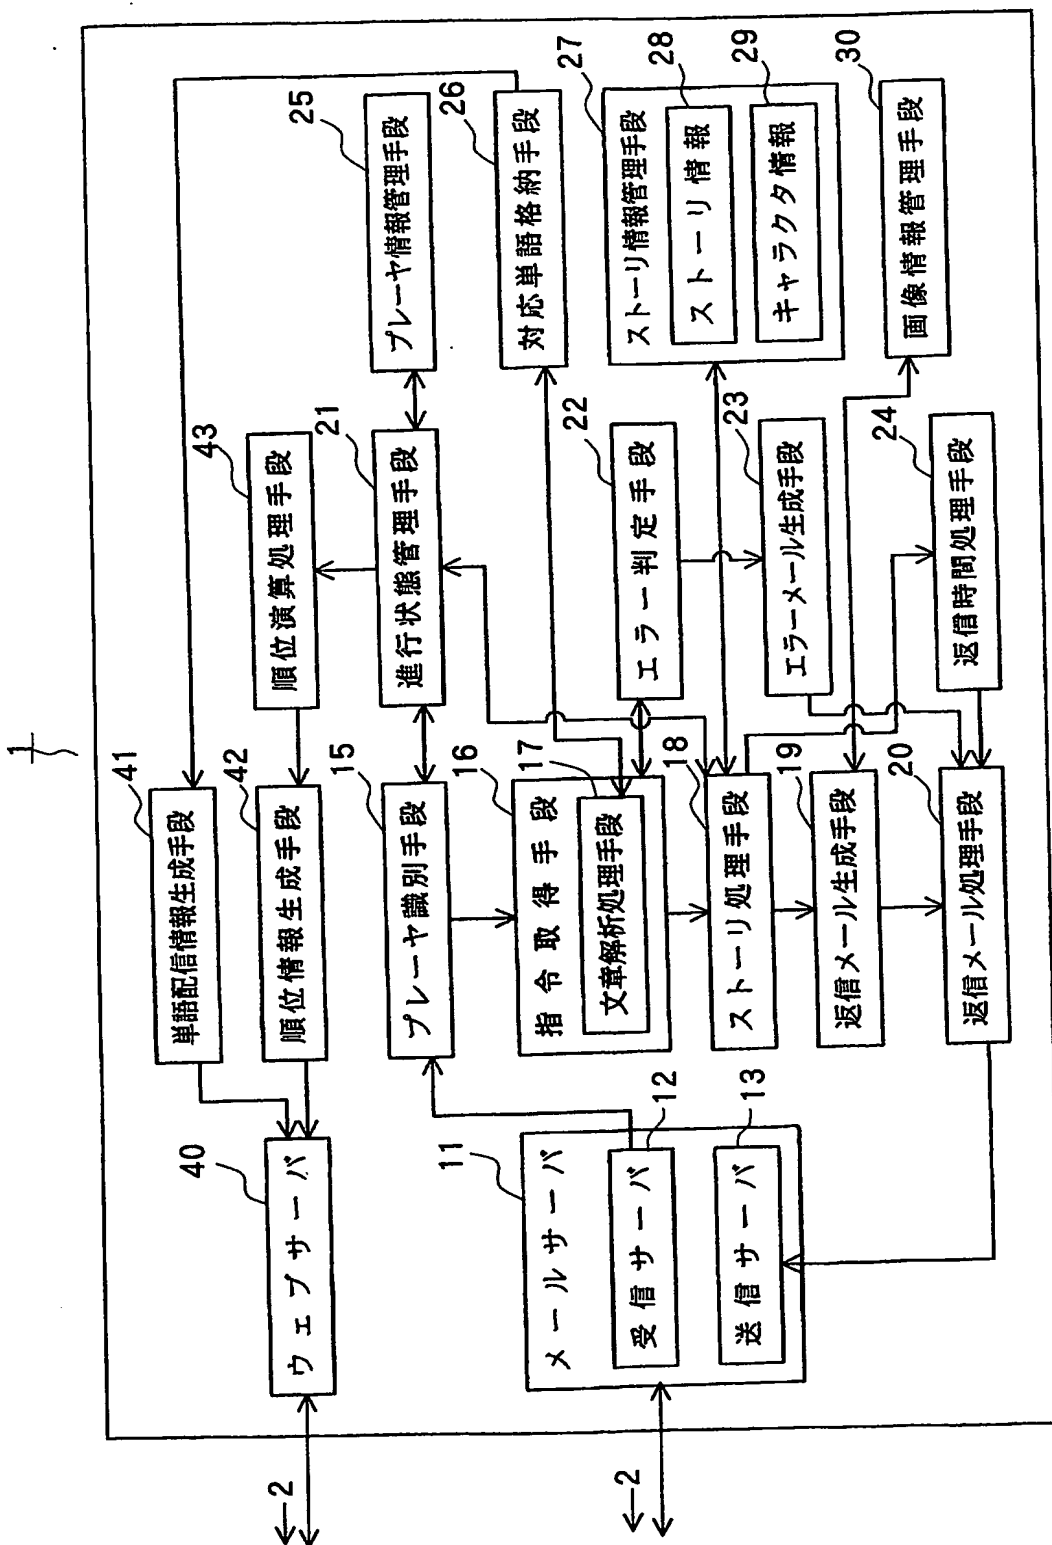 1
41
単語配信情報生成手段
42
順位情報生成手段
43
順位演算処理手段
40
ウェブサーバ
2
15
プレーヤ識別手段
21
進行状態管理手段
25
プレーヤ情報管理手段
16
指令取得手段
17
文章解析処理手段
26
対応単語格納手段
11
メールサーバ
12
受信サーバ
13
送信サーバ
2
22
エラー判定手段
23
エラーメール生成手段
18
ストーリ処理手段
27
ストーリ情報管理手段
28
ストーリ情報
29
キャラクタ情報
19
返信メール生成手段
30
画像情報管理手段
20
返信メール処理手段
24
返信時間処理手段